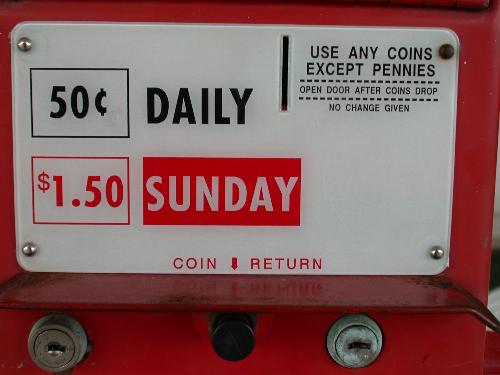 USE ANY COINS
EXCEPT PENNIES
OPEN DOOR AFTER COINS DROP
NO CHANGE GIVEN
50¢ DAILY
$1.50 SUNDAY
COIN ⬇ RETURN